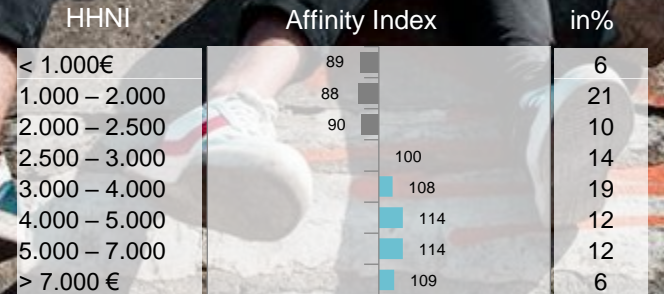 HHNI Affinity Index in%
< 1.000€ 89 6
1.000 – 2.000 88 21
2.000 – 2.500 90 10
2.500 – 3.000 100 14
3.000 – 4.000 108 19
4.000 – 5.000 114 12
5.000 – 7.000 114 12
> 7.000 € 109 6